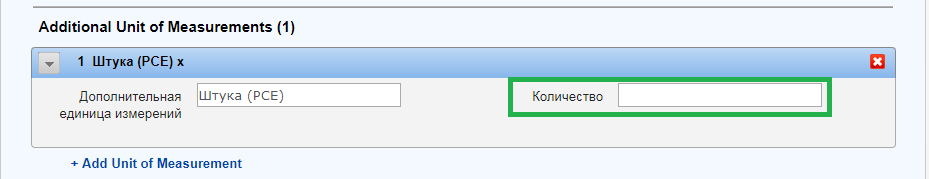 Additional Unit of Measurements (1)
1 Штука (PCE) x
Дополнительная
единица измерений
Штука (PCE)
Количество
+ Add Unit of Measurement